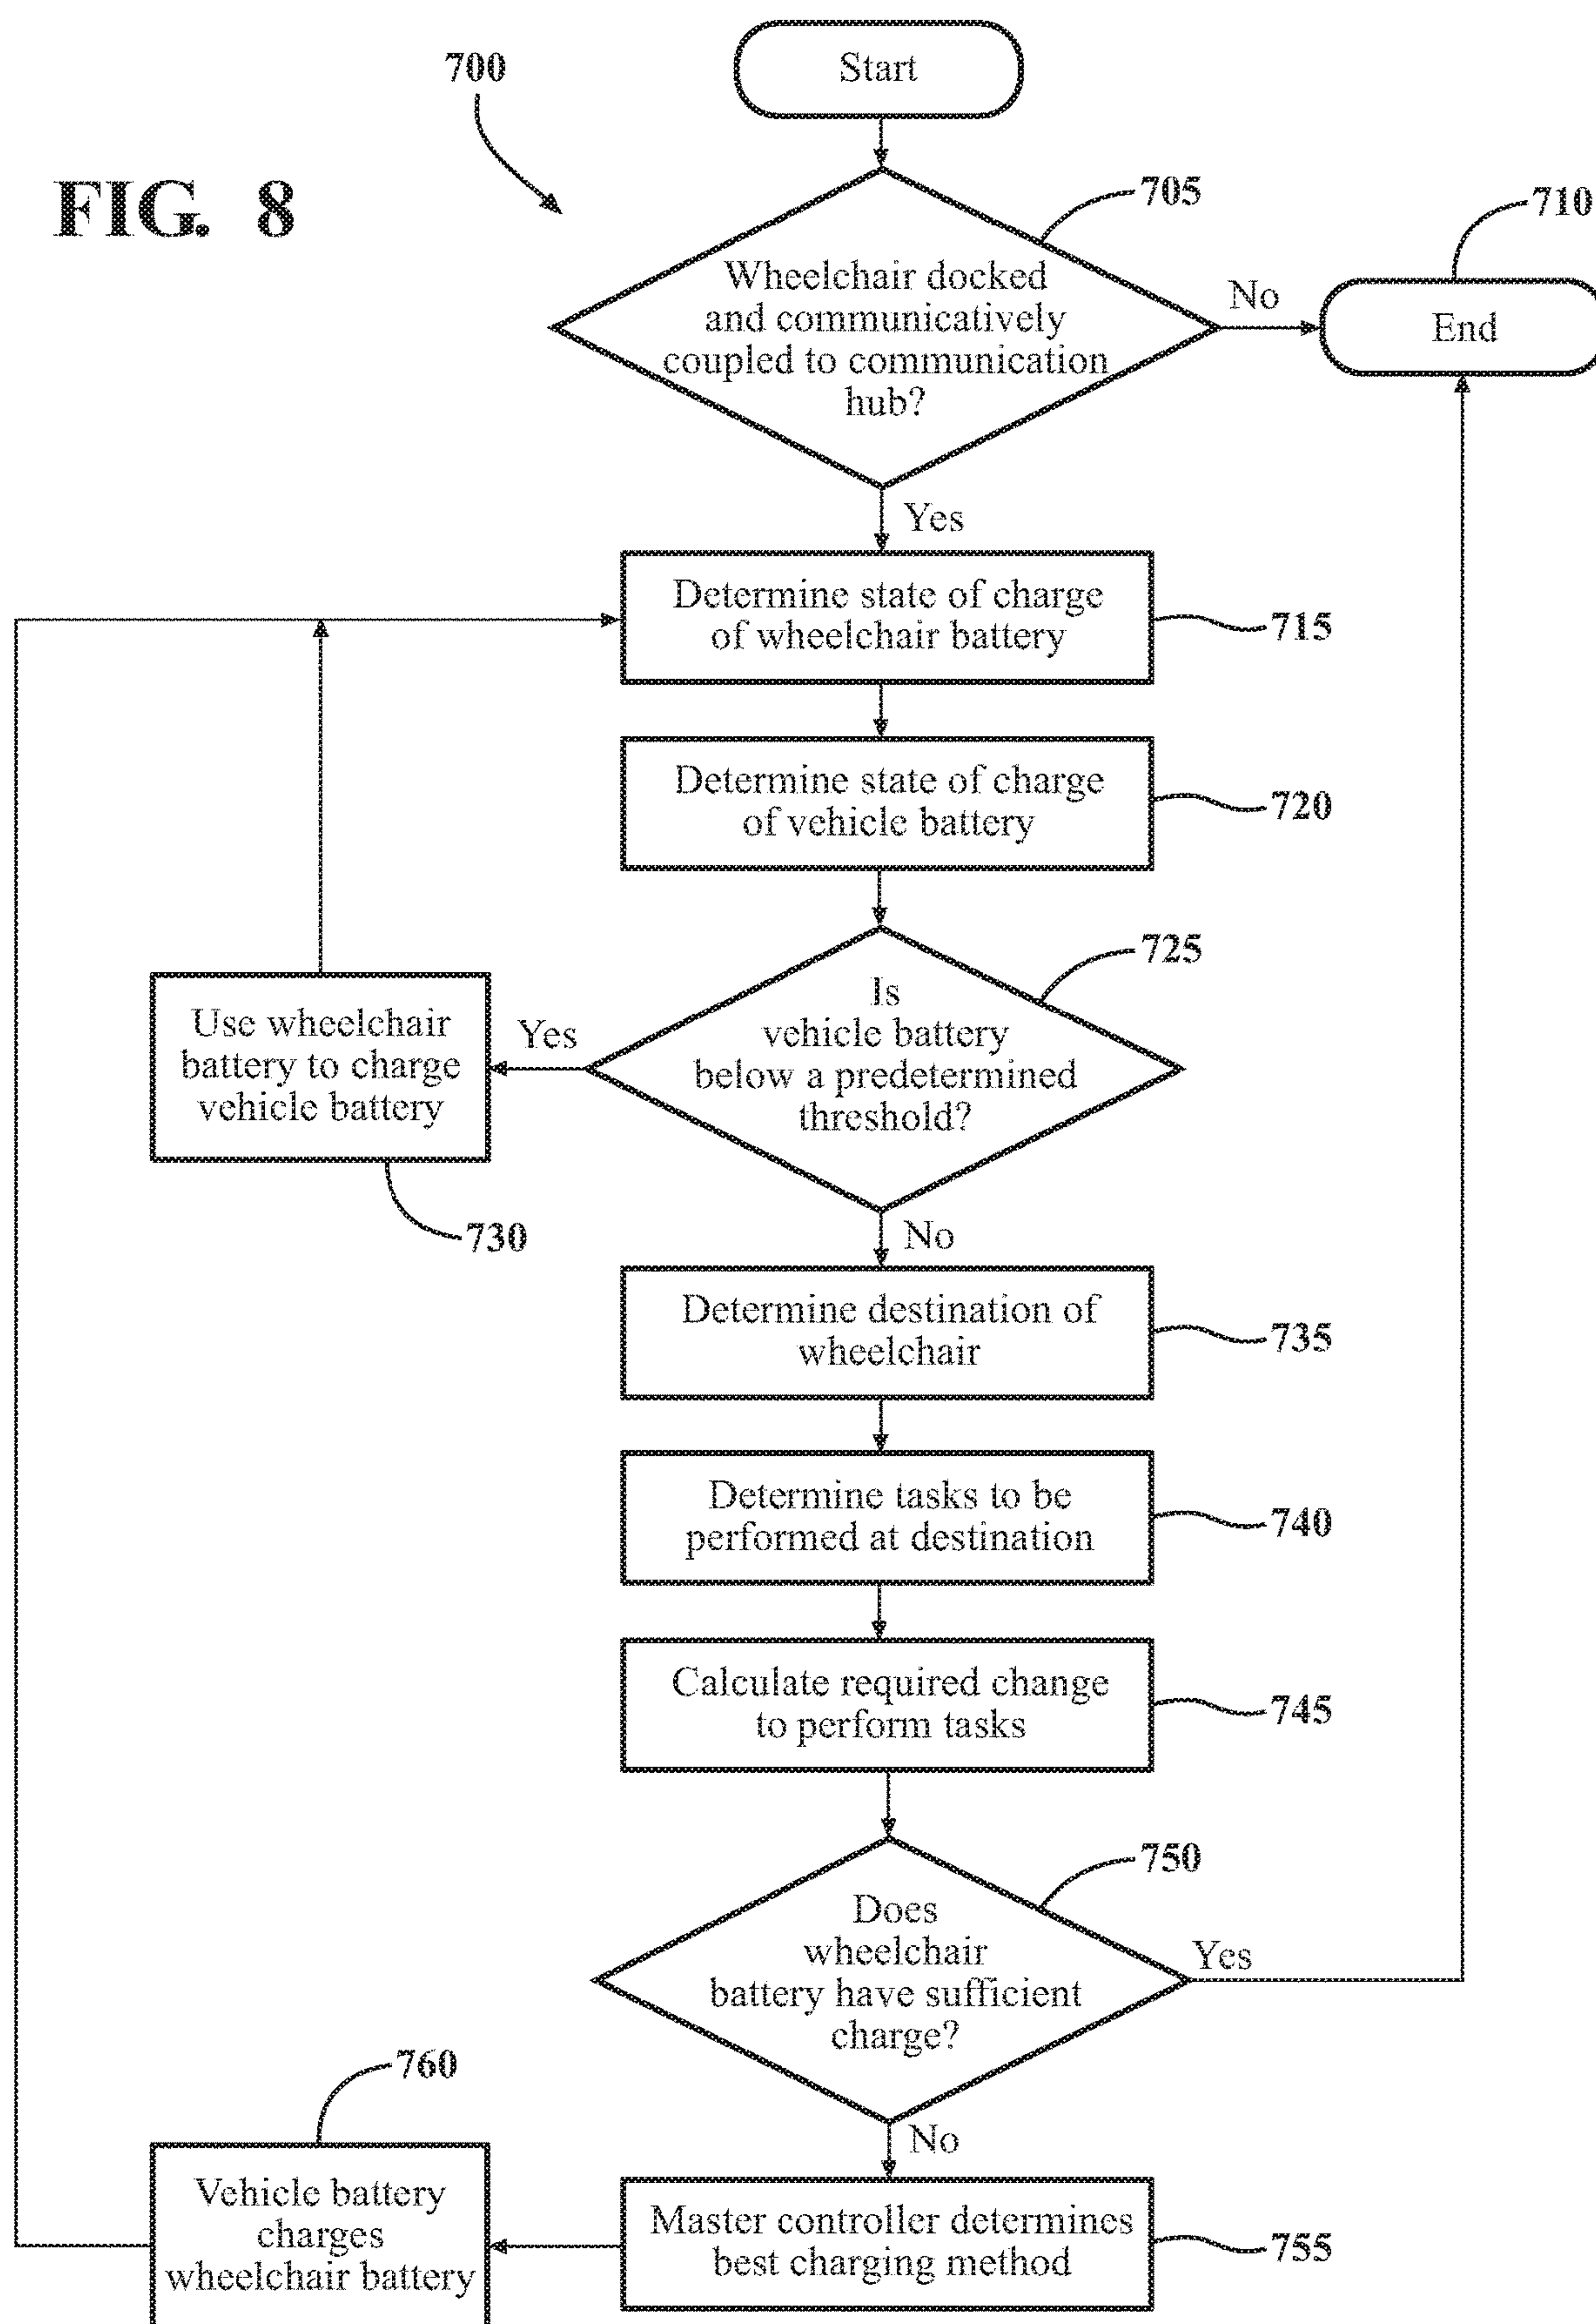 FIG. 8
700
Start
705
Wheelchair docked
and communicatively
coupled to communication
hub?
No
710
End
Yes
Determine state of charge
of wheelchair battery
715
Determine state of charge
of vehicle battery
720
725
Is
vehicle battery
below a predetermined
threshold?
Yes
Use wheelchair
battery to charge
vehicle battery
730
No
Determine destination of
wheelchair
735
Determine tasks to be
performed at destination
740
Calculate required change
to perform tasks
745
750
Does
wheelchair
battery have sufficient
charge?
Yes
No
Master controller determines
best charging method
755
760
Vehicle battery
charges
wheelchair battery